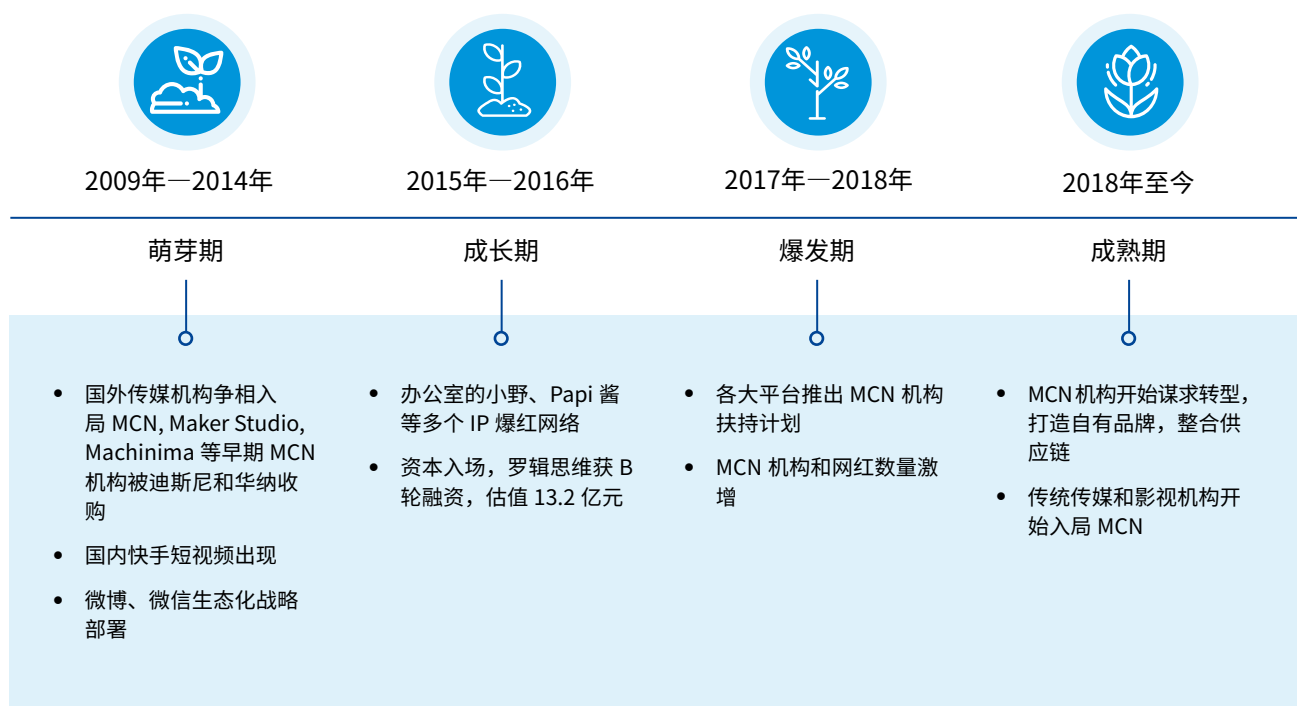 2009年—2014年
2015年—2016年
2017年—2018年
2018年至今
萌芽期
成长期
爆发期
成熟期
• 国外传媒机构争相入
局 MCN, Maker Studio,
Machinima 等早期 MCN
机构被迪斯尼和华纳收
购
• 国内快手短视频出现
• 微博、微信生态化战略
部署
• 办公室的小野、Papi 酱
等多个 IP 爆红网络
• 资本入场，罗辑思维获 B
轮融资，估值 13.2 亿元
• 各大平台推出 MCN 机构
扶持计划
• MCN 机构和网红数量激
增
• MCN机构开始谋求转型，
打造自有品牌，整合供
应链
• 传统传媒和影视机构开
始入局 MCN